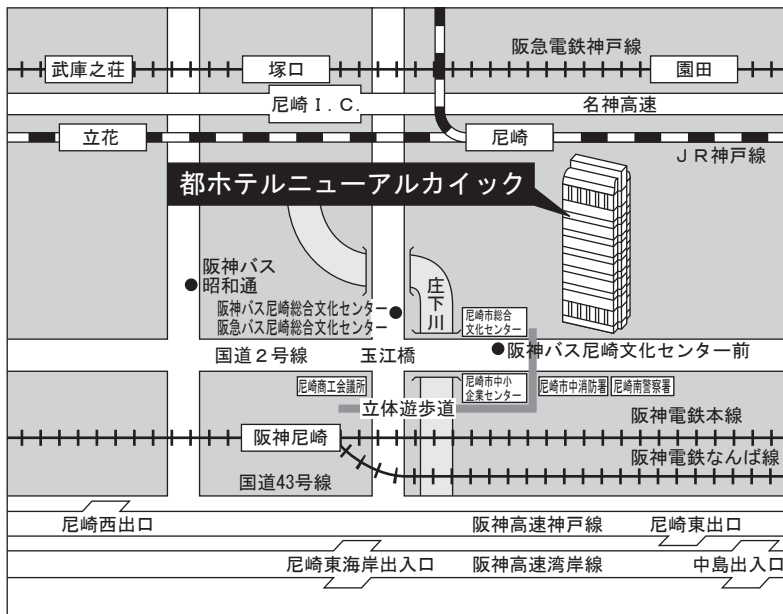 阪急電鉄神戸線
武庫之荘
塚口
園田
尼崎I.C.
名神高速
立花
尼崎
JR神戸線
都ホテルニューアルカイック
阪神バス
昭和通
庄下川
阪神バス尼崎総合文化センター
阪急バス尼崎総合文化センター
尼崎市総合
文化センター
国道2号線
玉江橋
阪神バス尼崎文化センター前
尼崎商工会議所
尼崎市中小
企業センター
尼崎市中消防署
尼崎南警察署
立体遊歩道
阪神電鉄本線
阪神尼崎
阪神電鉄なんば線
国道43号線
尼崎西出口
阪神高速神戸線
尼崎東出口
尼崎東海岸出入口
阪神高速湾岸線
中島出入口